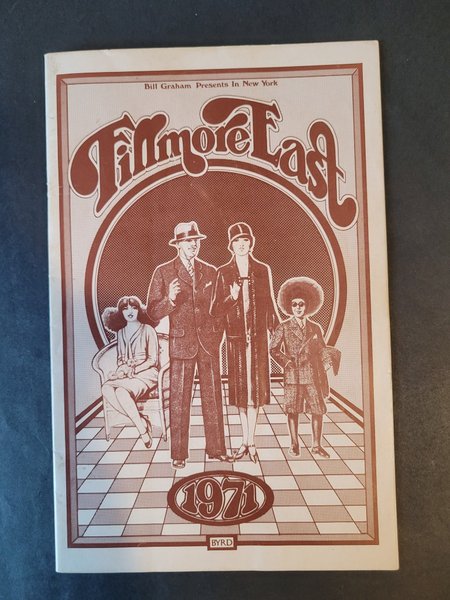 Bill Graham Presents In New York
Fillmore East
1971
BYRD